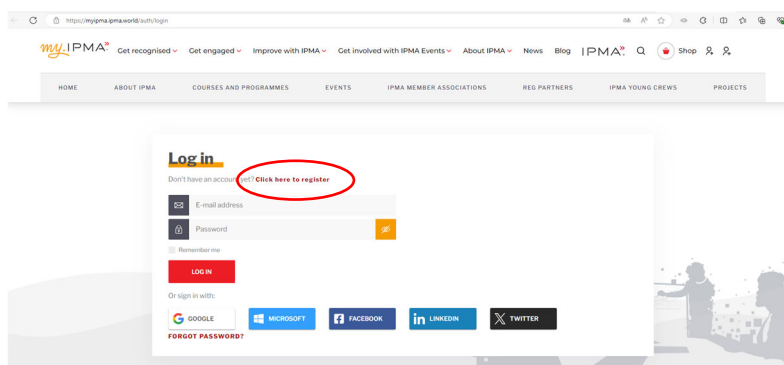 https://myipma.ipma.world/auth/login
my.IPMA Get recognised Get engaged Improve with IPMA Get involved with IPMA Events About IPMA News Blog IPMA Shop
HOME ABOUT IPMA COURSES AND PROGRAMMES EVENTS IPMA MEMBER ASSOCIATIONS REG PARTNERS IPMA YOUNG CREWS PROJECTS
Log in
Don't have an account yet? Click here to register
E-mail address
Password
Remember me
LOG IN
Or sign in with:
GOOGLE MICROSOFT FACEBOOK LINKEDIN TWITTER
FORGOT PASSWORD?